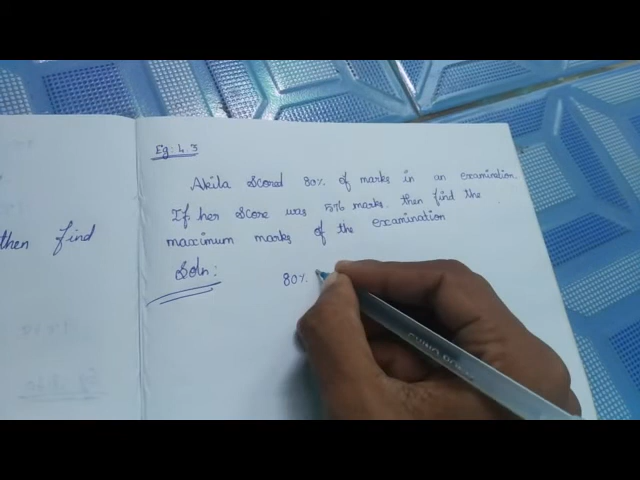 then find
Eg: 4.3
Akila scored 80% of marks in an examination.
If her score was 576 marks. then find the
maximum marks of the examination
Soln:
80%